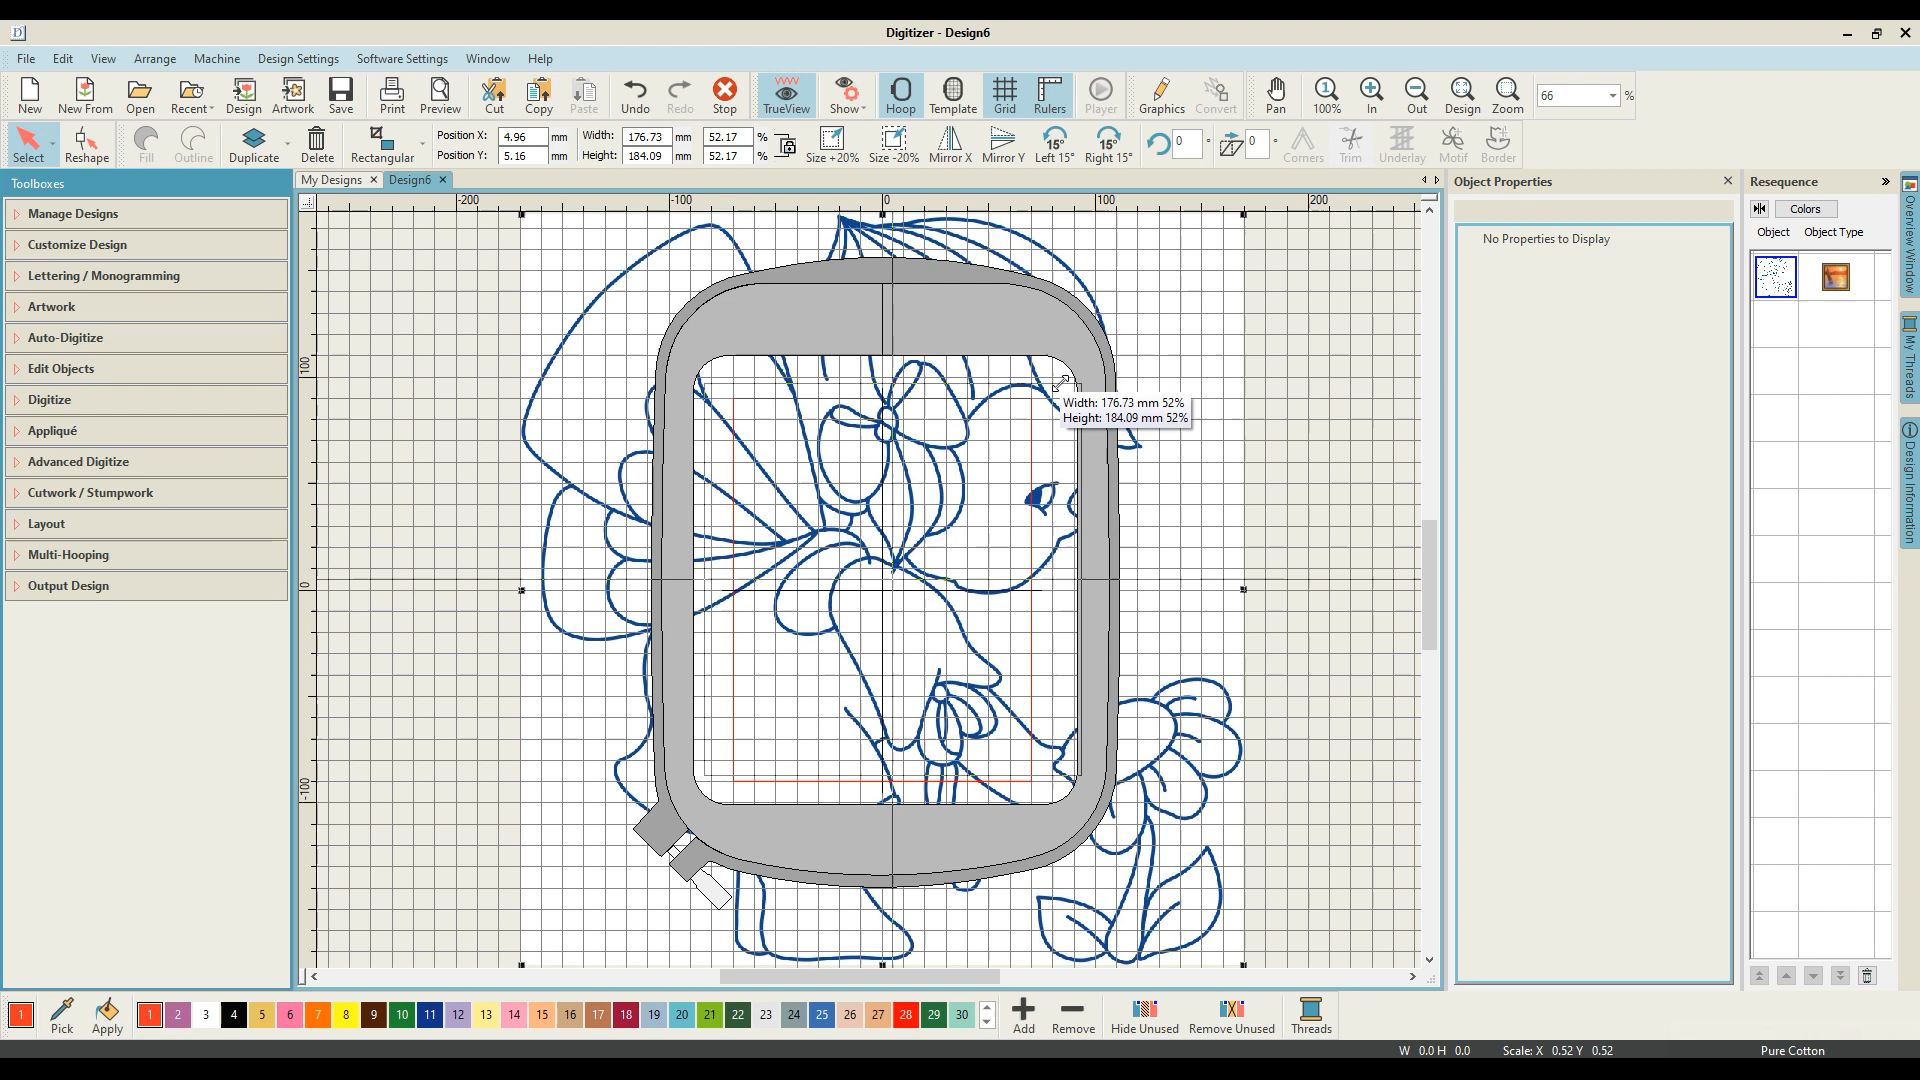 Digitizer - Design6
File Edit View Arrange Machine Design Settings Software Settings Window Help
New New From Open Recent Design Artwork Save Print Preview Cut Copy Paste Undo Redo Stop TrueView Show Hoop Template Grid Rulers Player Graphics Convert Pan 100% In Out Design Zoom 66 %
Select Reshape Fill Outline Duplicate Delete Rectangular
Position X: 4.96 mm Width: 176.73 mm 52.17 %
Position Y: 5.16 mm Height: 184.09 mm 52.17 %
Size +20% Size -20% Mirror X Mirror Y Left 15° Right 15° 0 ° 0 ° Corners Trim Underlay Motif Border
Toolboxes
Manage Designs
Customize Design
Lettering / Monogramming
Artwork
Auto-Digitize
Edit Objects
Digitize
Appliqué
Advanced Digitize
Cutwork / Stumpwork
Layout
Multi-Hooping
Output Design
My Designs Design6
-200 -100 0 100 200
100
0
-100
Width: 176.73 mm 52%
Height: 184.09 mm 52%
Object Properties
No Properties to Display
Resequence
Colors
Object Object Type
Overview Window
My Threads
Design Information
1 Pick Apply 1 2 3 4 5 6 7 8 9 10 11 12 13 14 15 16 17 18 19 20 21 22 23 24 25 26 27 28 29 30 Add Remove Hide Unused Remove Unused Threads
W 0.0 H 0.0 Scale: X 0.52 Y 0.52 Pure Cotton